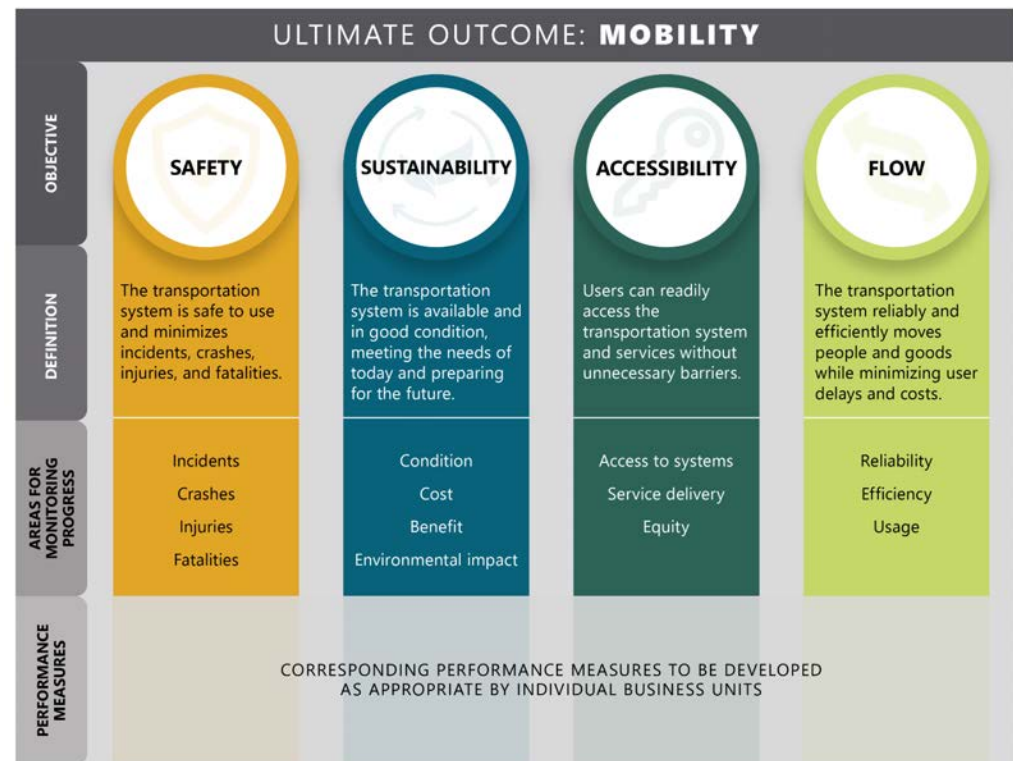 ULTIMATE OUTCOME: MOBILITY
OBJECTIVE
SAFETY
SUSTAINABILITY
ACCESSIBILITY
FLOW
DEFINITION
The transportation
system is safe to use
and minimizes
incidents, crashes,
injuries, and fatalities.
The transportation
system is available and
in good condition,
meeting the needs of
today and preparing
for the future.
Users can readily
access the
transportation system
and services without
unnecessary barriers.
The transportation
system reliably and
efficiently moves
people and goods
while minimizing user
delays and costs.
AREAS FOR
MONITORING
PROGRESS
Incidents
Crashes
Injuries
Fatalities
Condition
Cost
Benefit
Environmental impact
Access to systems
Service delivery
Equity
Reliability
Efficiency
Usage
PERFORMANCE
MEASURES
CORRESPONDING PERFORMANCE MEASURES TO BE DEVELOPED
AS APPROPRIATE BY INDIVIDUAL BUSINESS UNITS